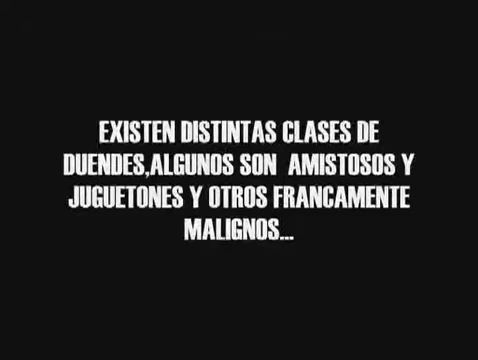 EXISTEN DISTINTAS CLASES DE
DUENDES,ALGUNOS SON AMISTOSOS Y
JUGUETONES Y OTROS FRANCAMENTE
MALIGNOS...